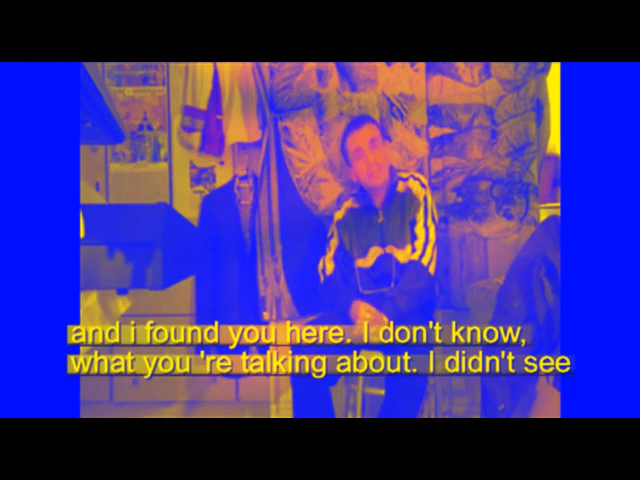 and i found you here. I don't know,
what you 're talking about. I didn't see